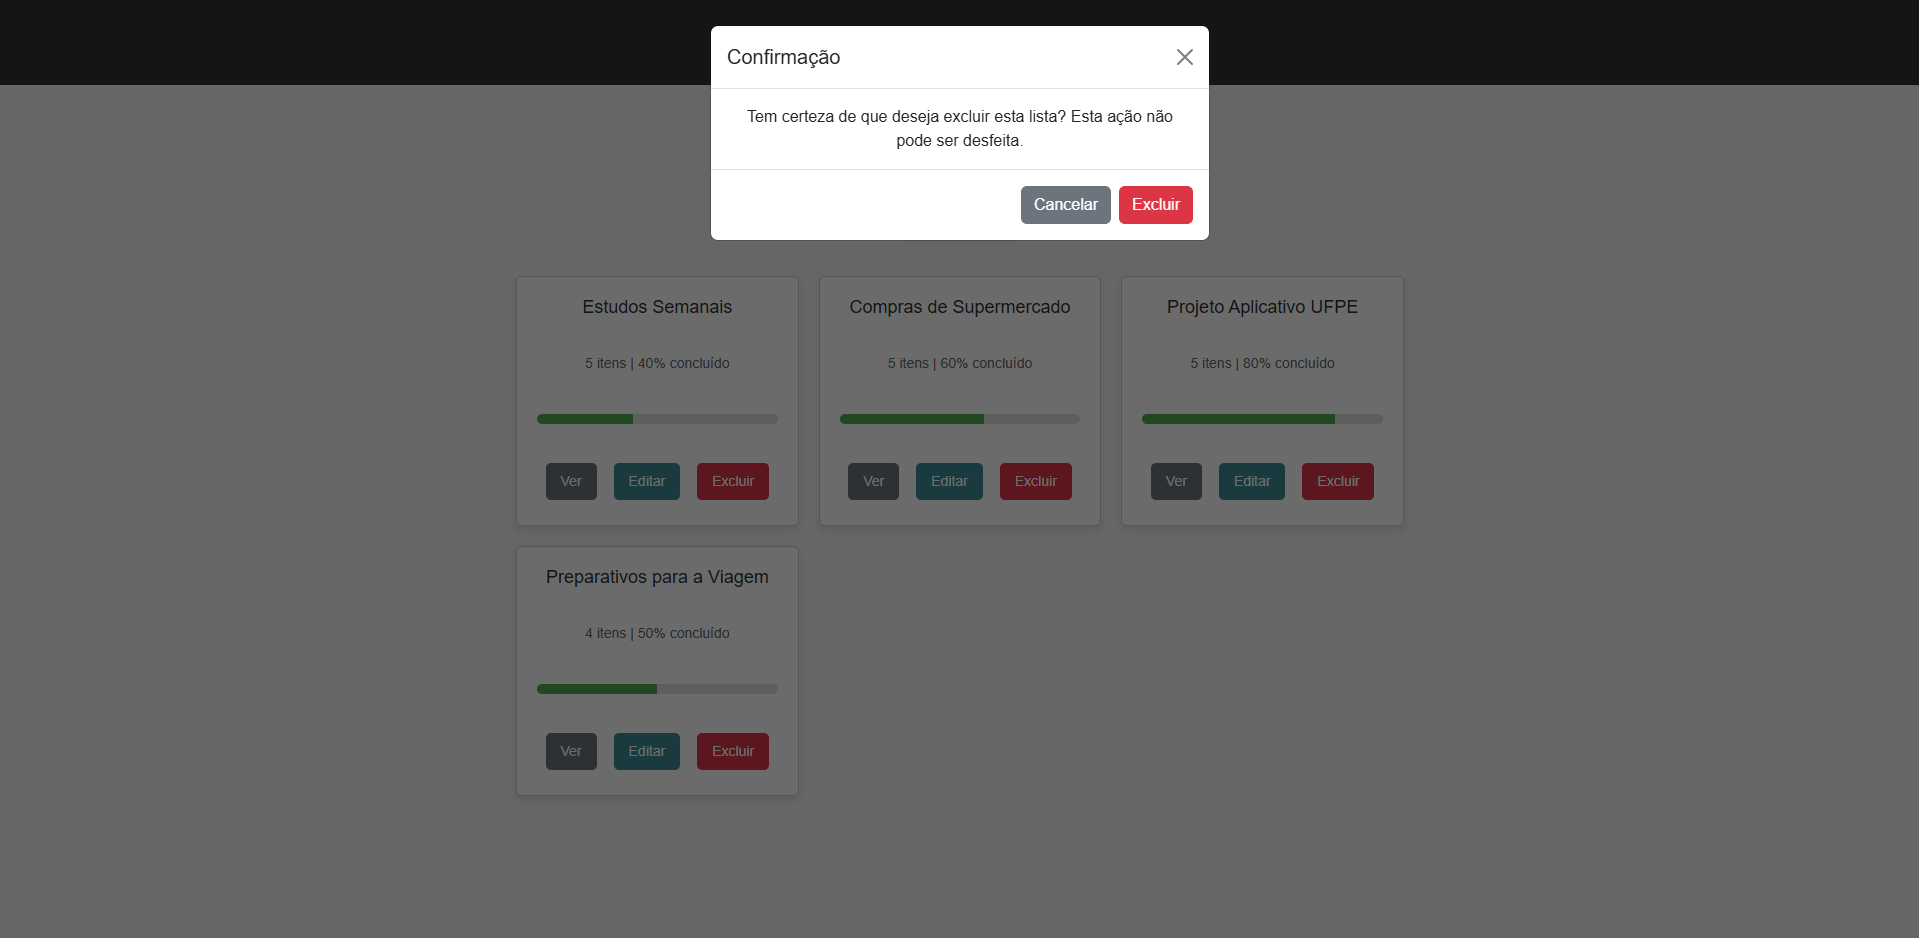 Confirmação
Tem certeza de que deseja excluir esta lista? Esta ação não
pode ser desfeita.
Cancelar Excluir
Estudos Semanais
5 itens | 40% concluído
Ver Editar Excluir
Compras de Supermercado
5 itens | 60% concluído
Ver Editar Excluir
Projeto Aplicativo UFPE
5 itens | 80% concluído
Ver Editar Excluir
Preparativos para a Viagem
4 itens | 50% concluído
Ver Editar Excluir